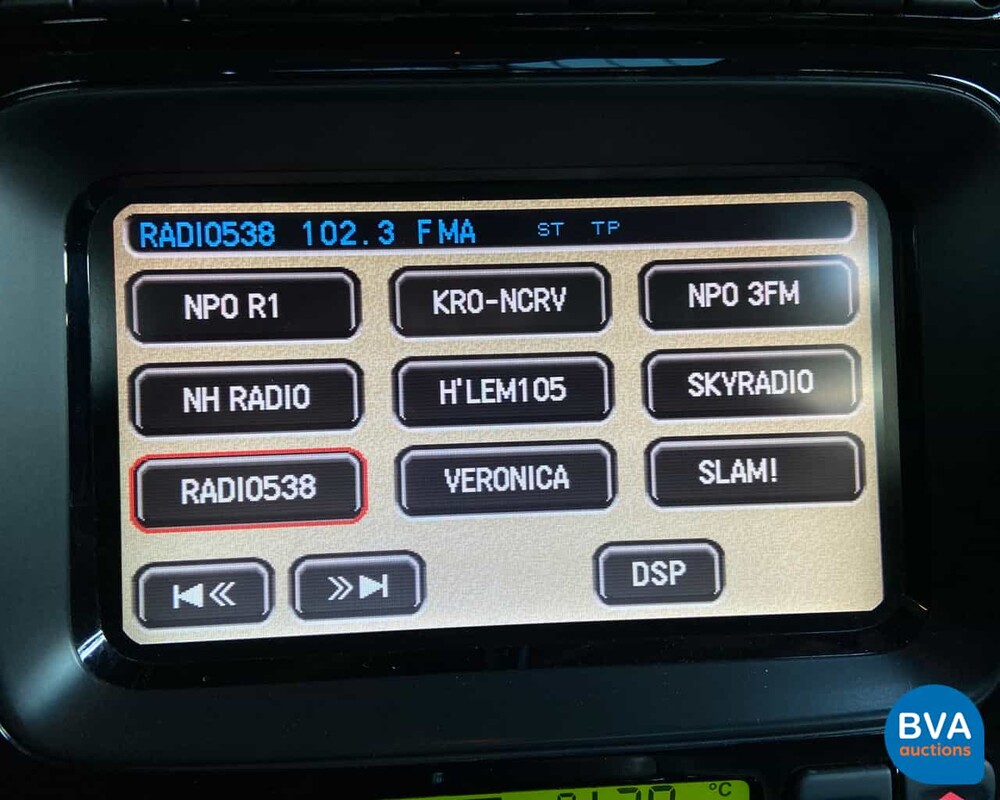 RADIO538 102.3 FMA ST TP
NPO R1 KRO-NCRV NPO 3FM
NH RADIO H'LEM105 SKYRADIO
RADIO538 VERONICA SLAM!
DSP
BVA
auctions
°C